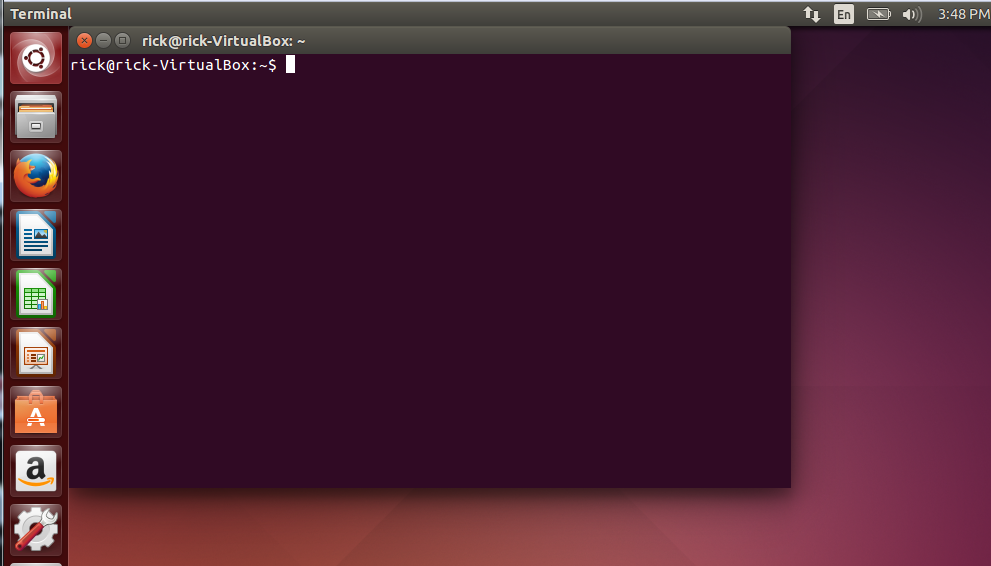 Terminal
En
3:48 PM
rick@rick-VirtualBox: ~
rick@rick-VirtualBox:~$
A
a